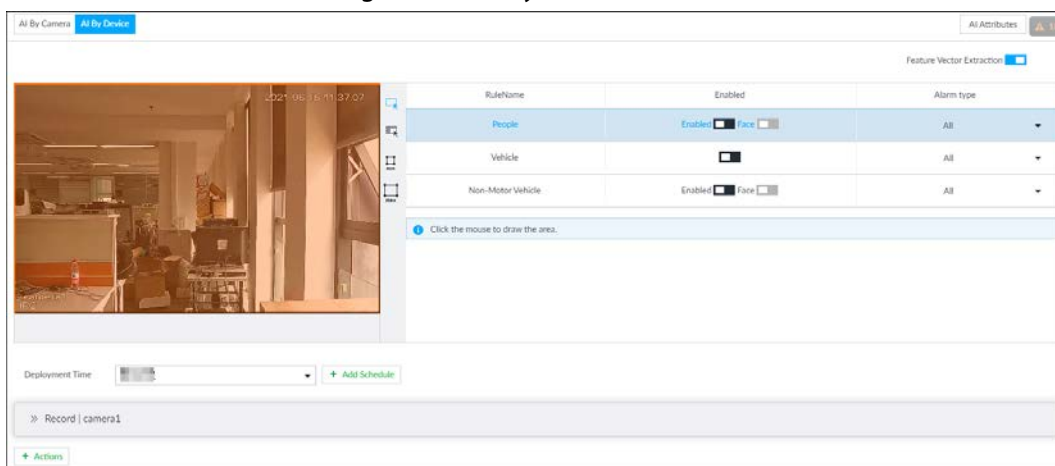 AI By Camera AI By Device AI Attributes
Feature Vector Extraction
RuleName Enabled Alarm type
People Enabled Face All
Vehicle All
Non-Motor Vehicle Enabled Face All
Click the mouse to draw the area.
Deployment Time + Add Schedule
Record | camera1
+ Actions